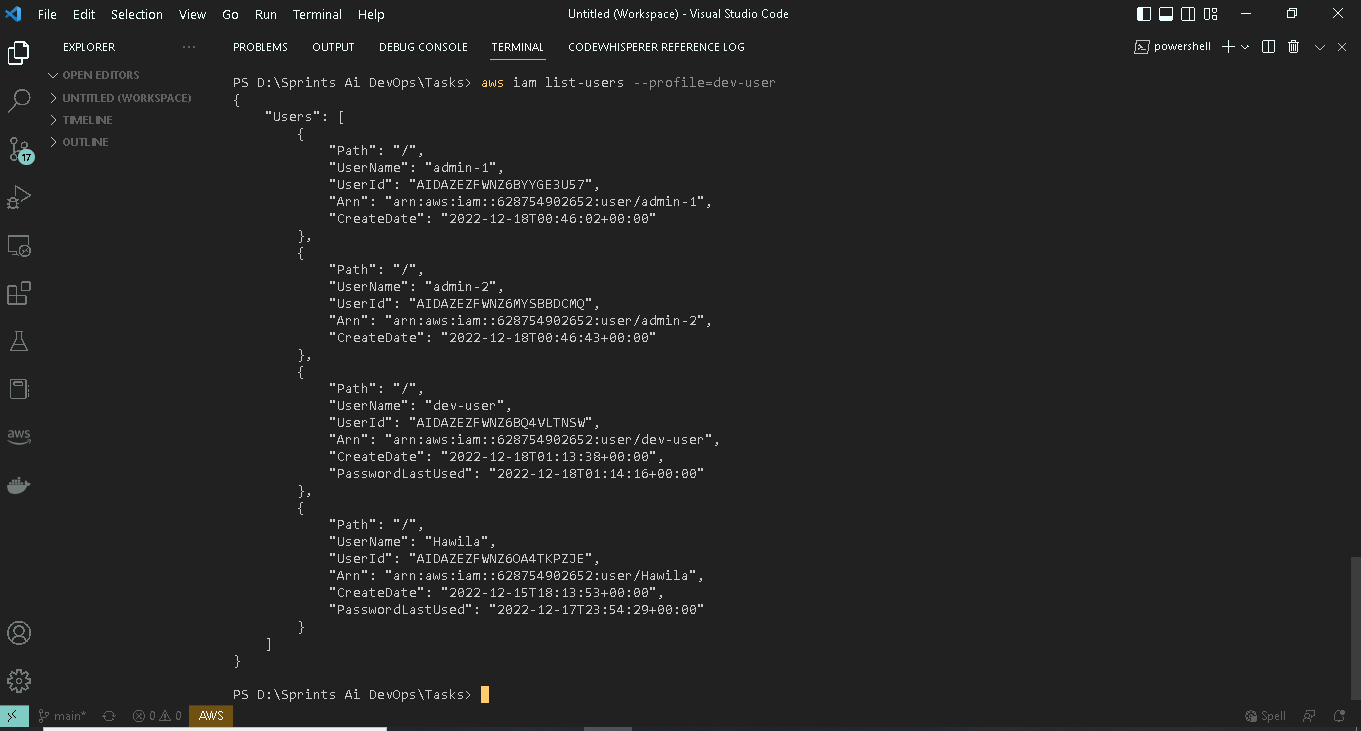 File Edit Selection View Go Run Terminal Help
Untitled (Workspace) - Visual Studio Code
EXPLORER
OPEN EDITORS
UNTITLED (WORKSPACE)
TIMELINE
OUTLINE
17
aws
PROBLEMS OUTPUT DEBUG CONSOLE TERMINAL CODEWHISPERER REFERENCE LOG
powershell
PS D:\Sprints Ai DevOps\Tasks> aws iam list-users --profile=dev-user
{
    "Users": [
        {
            "Path": "/",
            "UserName": "admin-1",
            "UserId": "AIDAZEZFWNZ6BYYGE3U57",
            "Arn": "arn:aws:iam::628754902652:user/admin-1",
            "CreateDate": "2022-12-18T00:46:02+00:00"
        },
        {
            "Path": "/",
            "UserName": "admin-2",
            "UserId": "AIDAZEZFWNZ6MYSBBDCMQ",
            "Arn": "arn:aws:iam::628754902652:user/admin-2",
            "CreateDate": "2022-12-18T00:46:43+00:00"
        },
        {
            "Path": "/",
            "UserName": "dev-user",
            "UserId": "AIDAZEZFWNZ6BQ4VLTNSW",
            "Arn": "arn:aws:iam::628754902652:user/dev-user",
            "CreateDate": "2022-12-18T01:13:38+00:00",
            "PasswordLastUsed": "2022-12-18T01:14:16+00:00"
        },
        {
            "Path": "/",
            "UserName": "Hawila",
            "UserId": "AIDAZEZFWNZ6OA4TKPZJE",
            "Arn": "arn:aws:iam::628754902652:user/Hawila",
            "CreateDate": "2022-12-15T18:13:53+00:00",
            "PasswordLastUsed": "2022-12-17T23:54:29+00:00"
        }
    ]
}
PS D:\Sprints Ai DevOps\Tasks>
main* 0 0 AWS Spell